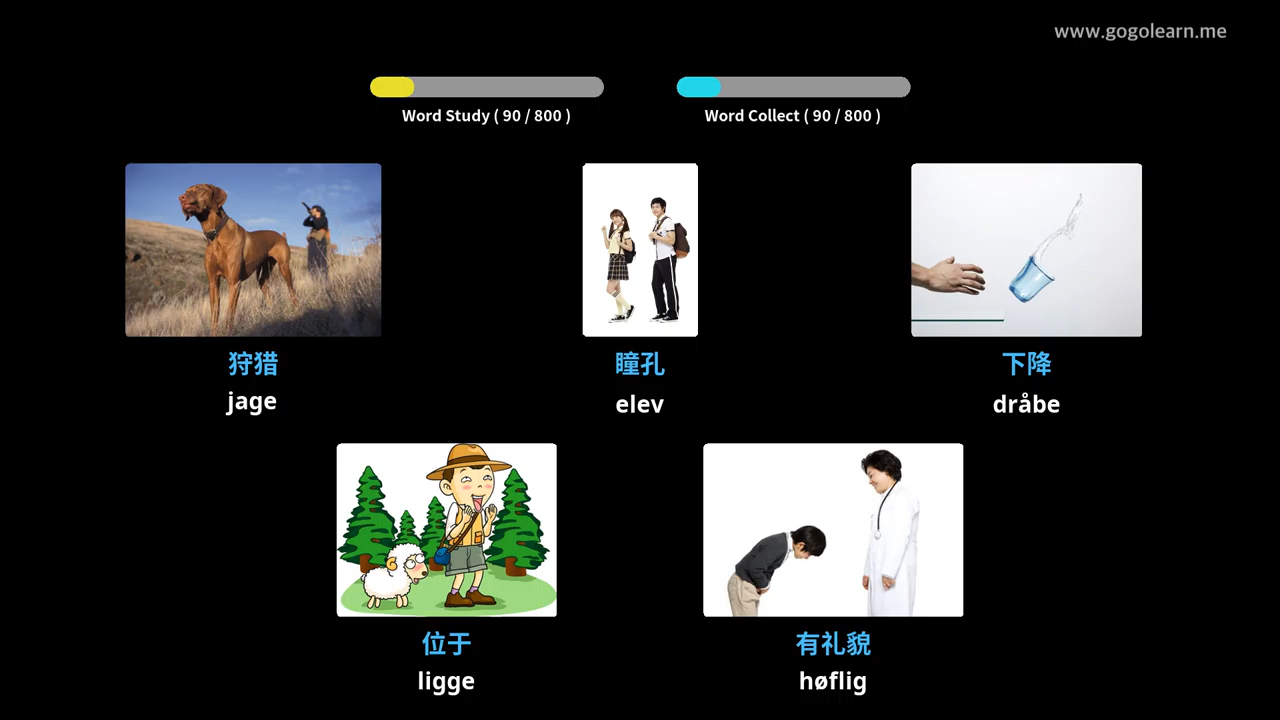 www.gogolearn.me
Word Study ( 90 / 800 )
Word Collect ( 90 / 800 )
狩猎
jage
瞳孔
elev
下降
dråbe
位于
ligge
有礼貌
høflig